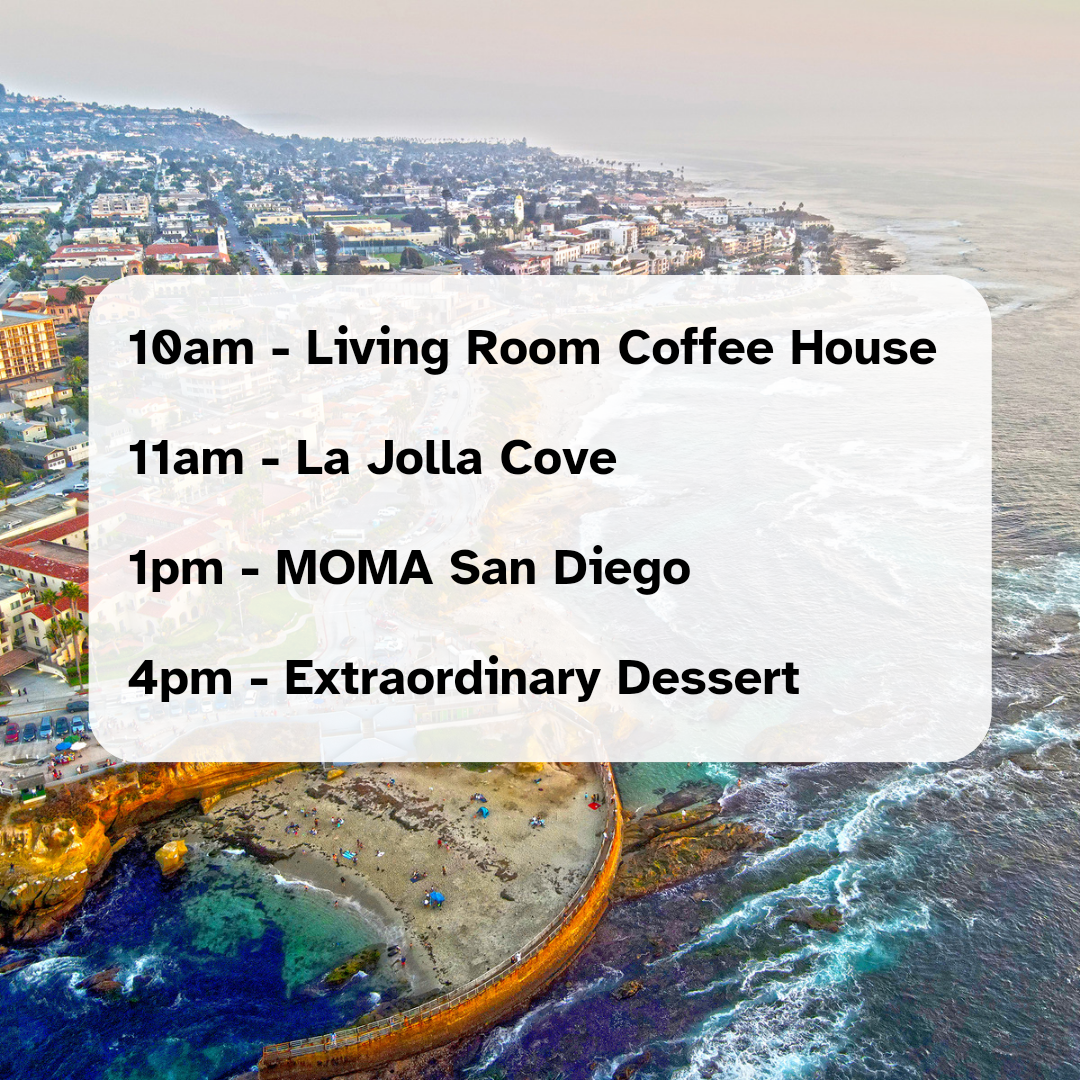 10am - Living Room Coffee House
11am - La Jolla Cove
1pm - MOMA San Diego
4pm - Extraordinary Dessert